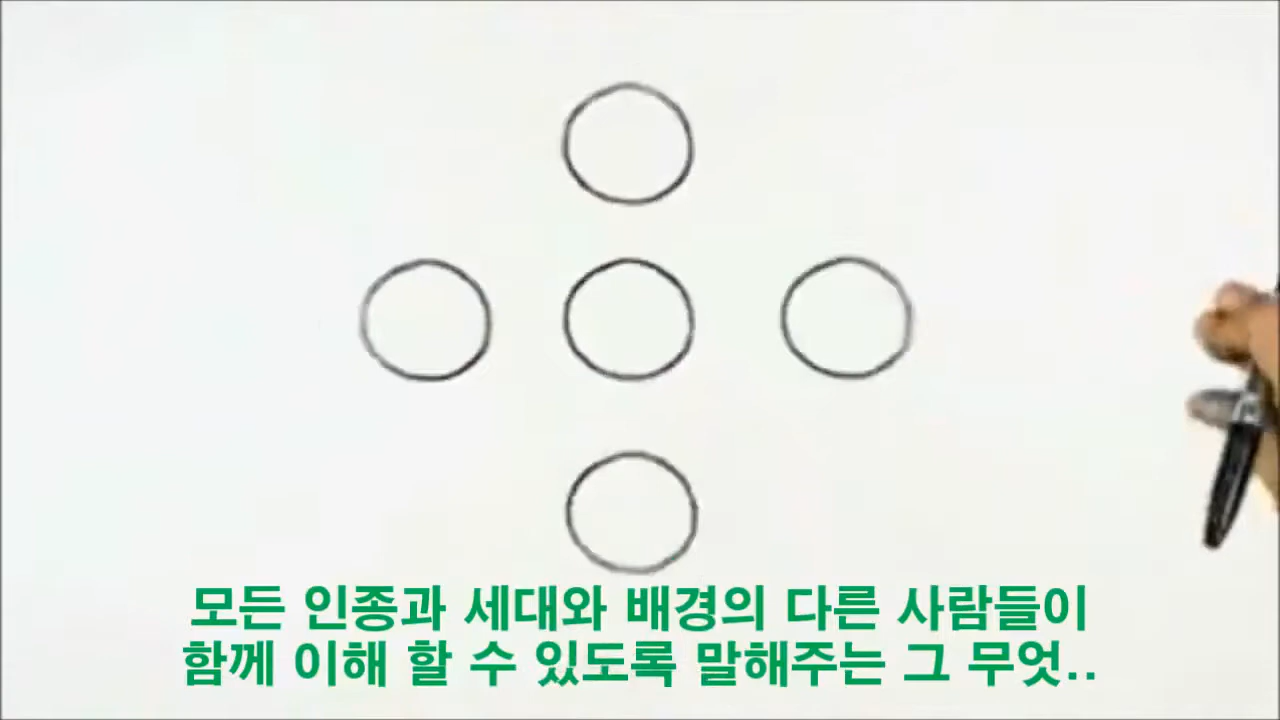 모든 인종과 세대와 배경의 다른 사람들이
함께 이해 할 수 있도록 말해주는 그 무엇..